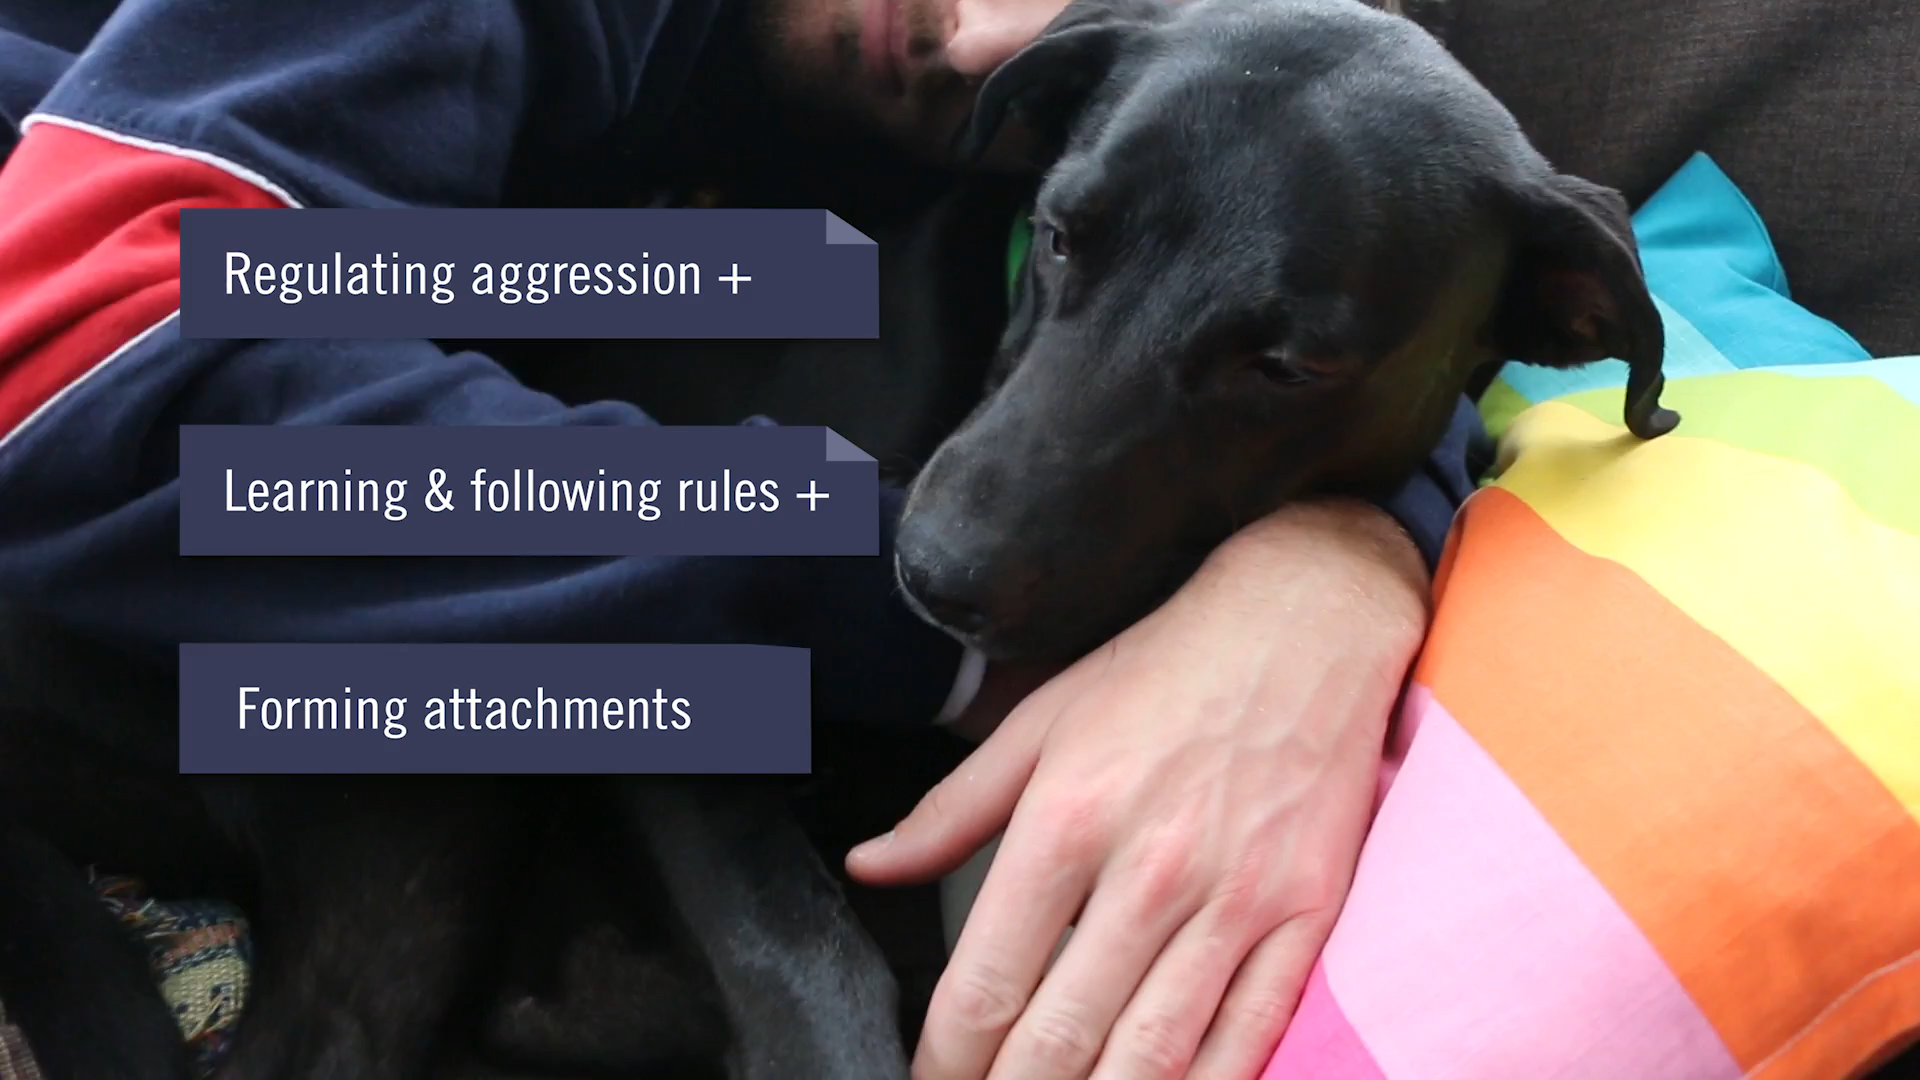 Regulating aggression +
Learning & following rules +
Forming attachments